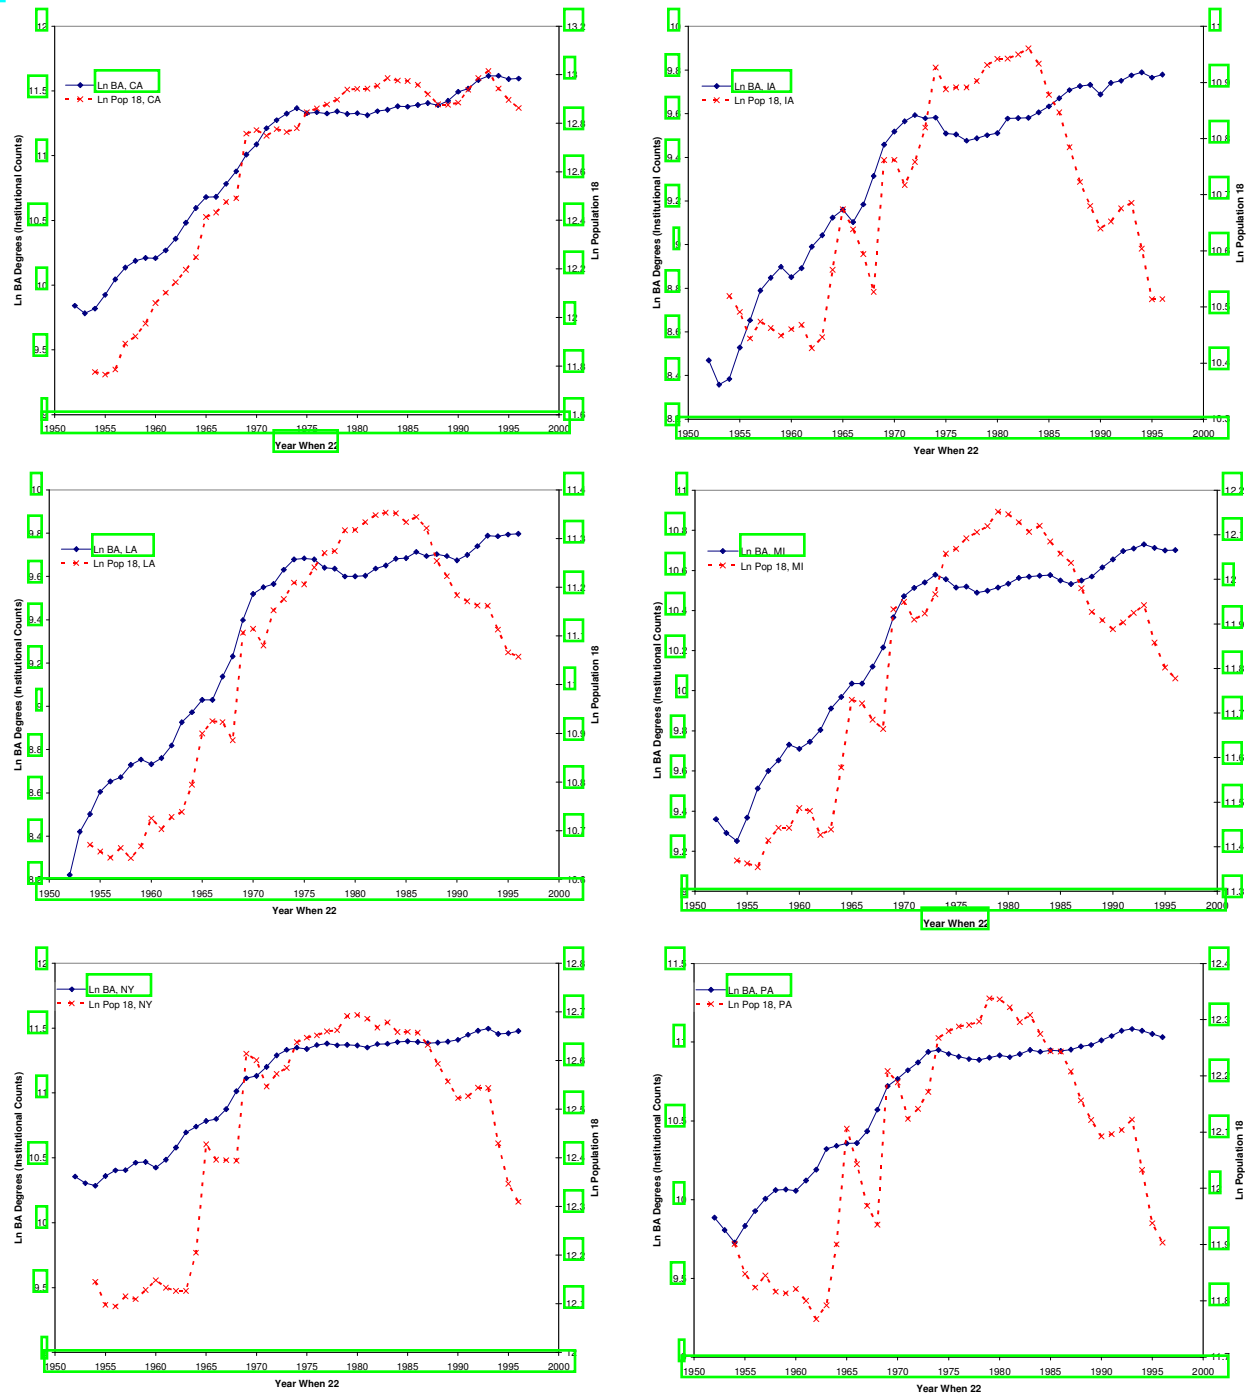 12
11.5
11
10.5
10
9.5
9
13.2
13
12.8
12.6
12.4
12.2
12
11.8
11.6
Ln BA, CA
Ln Pop 18, CA
Ln BA Degrees (Institutional Counts)
Ln Population 18
1950 1955 1960 1965 1970 1975 1980 1985 1990 1995 2000
Year When 22
10
9.8
9.6
9.4
9.2
9
8.8
8.6
8.4
8.2
11
10.9
10.8
10.7
10.6
10.5
10.4
10.3
Ln BA, IA
Ln Pop 18, IA
Ln BA Degrees (Institutional Counts)
Ln Population 18
1950 1955 1960 1965 1970 1975 1980 1985 1990 1995 2000
Year When 22
10
9.8
9.6
9.4
9.2
9
8.8
8.6
8.4
8.2
11.4
11.3
11.2
11.1
11
10.9
10.8
10.7
10.6
Ln BA, LA
Ln Pop 18, LA
Ln BA Degrees (Institutional Counts)
Ln Population 18
1950 1955 1960 1965 1970 1975 1980 1985 1990 1995 2000
Year When 22
11
10.8
10.6
10.4
10.2
10
9.8
9.6
9.4
9.2
9
12.2
12.1
12
11.9
11.8
11.7
11.6
11.5
11.4
11.3
Ln BA, MI
Ln Pop 18, MI
Ln BA Degrees (Institutional Counts)
Ln Population 18
1950 1955 1960 1965 1970 1975 1980 1985 1990 1995 2000
Year When 22
12
11.5
11
10.5
10
9.5
12.8
12.7
12.6
12.5
12.4
12.3
12.2
12.1
12
Ln BA, NY
Ln Pop 18, NY
Ln BA Degrees (Institutional Counts)
Ln Population 18
1950 1955 1960 1965 1970 1975 1980 1985 1990 1995 2000
Year When 22
11.5
11
10.5
10
9.5
12.4
12.3
12.2
12.1
12
11.9
11.8
11.7
Ln BA, PA
Ln Pop 18, PA
Ln BA Degrees (Institutional Counts)
Ln Population 18
1950 1955 1960 1965 1970 1975 1980 1985 1990 1995 2000
Year When 22